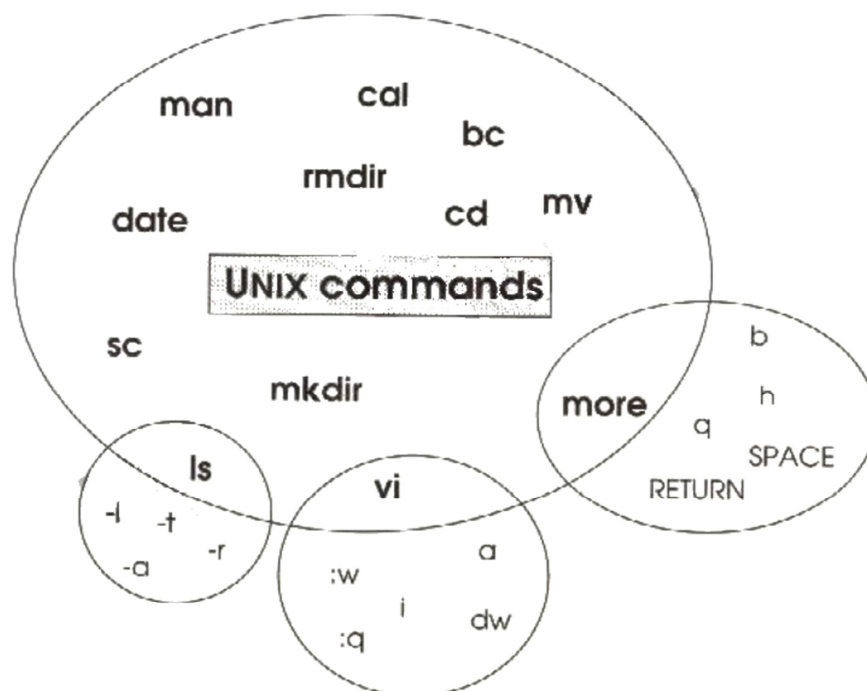 man
cal
bc
rmdir
date
cd
mv
UNIX commands
sc
mkdir
more
b
h
q
SPACE
RETURN
ls
-l
-t
-r
-a
vi
:w
a
i
:q
dw